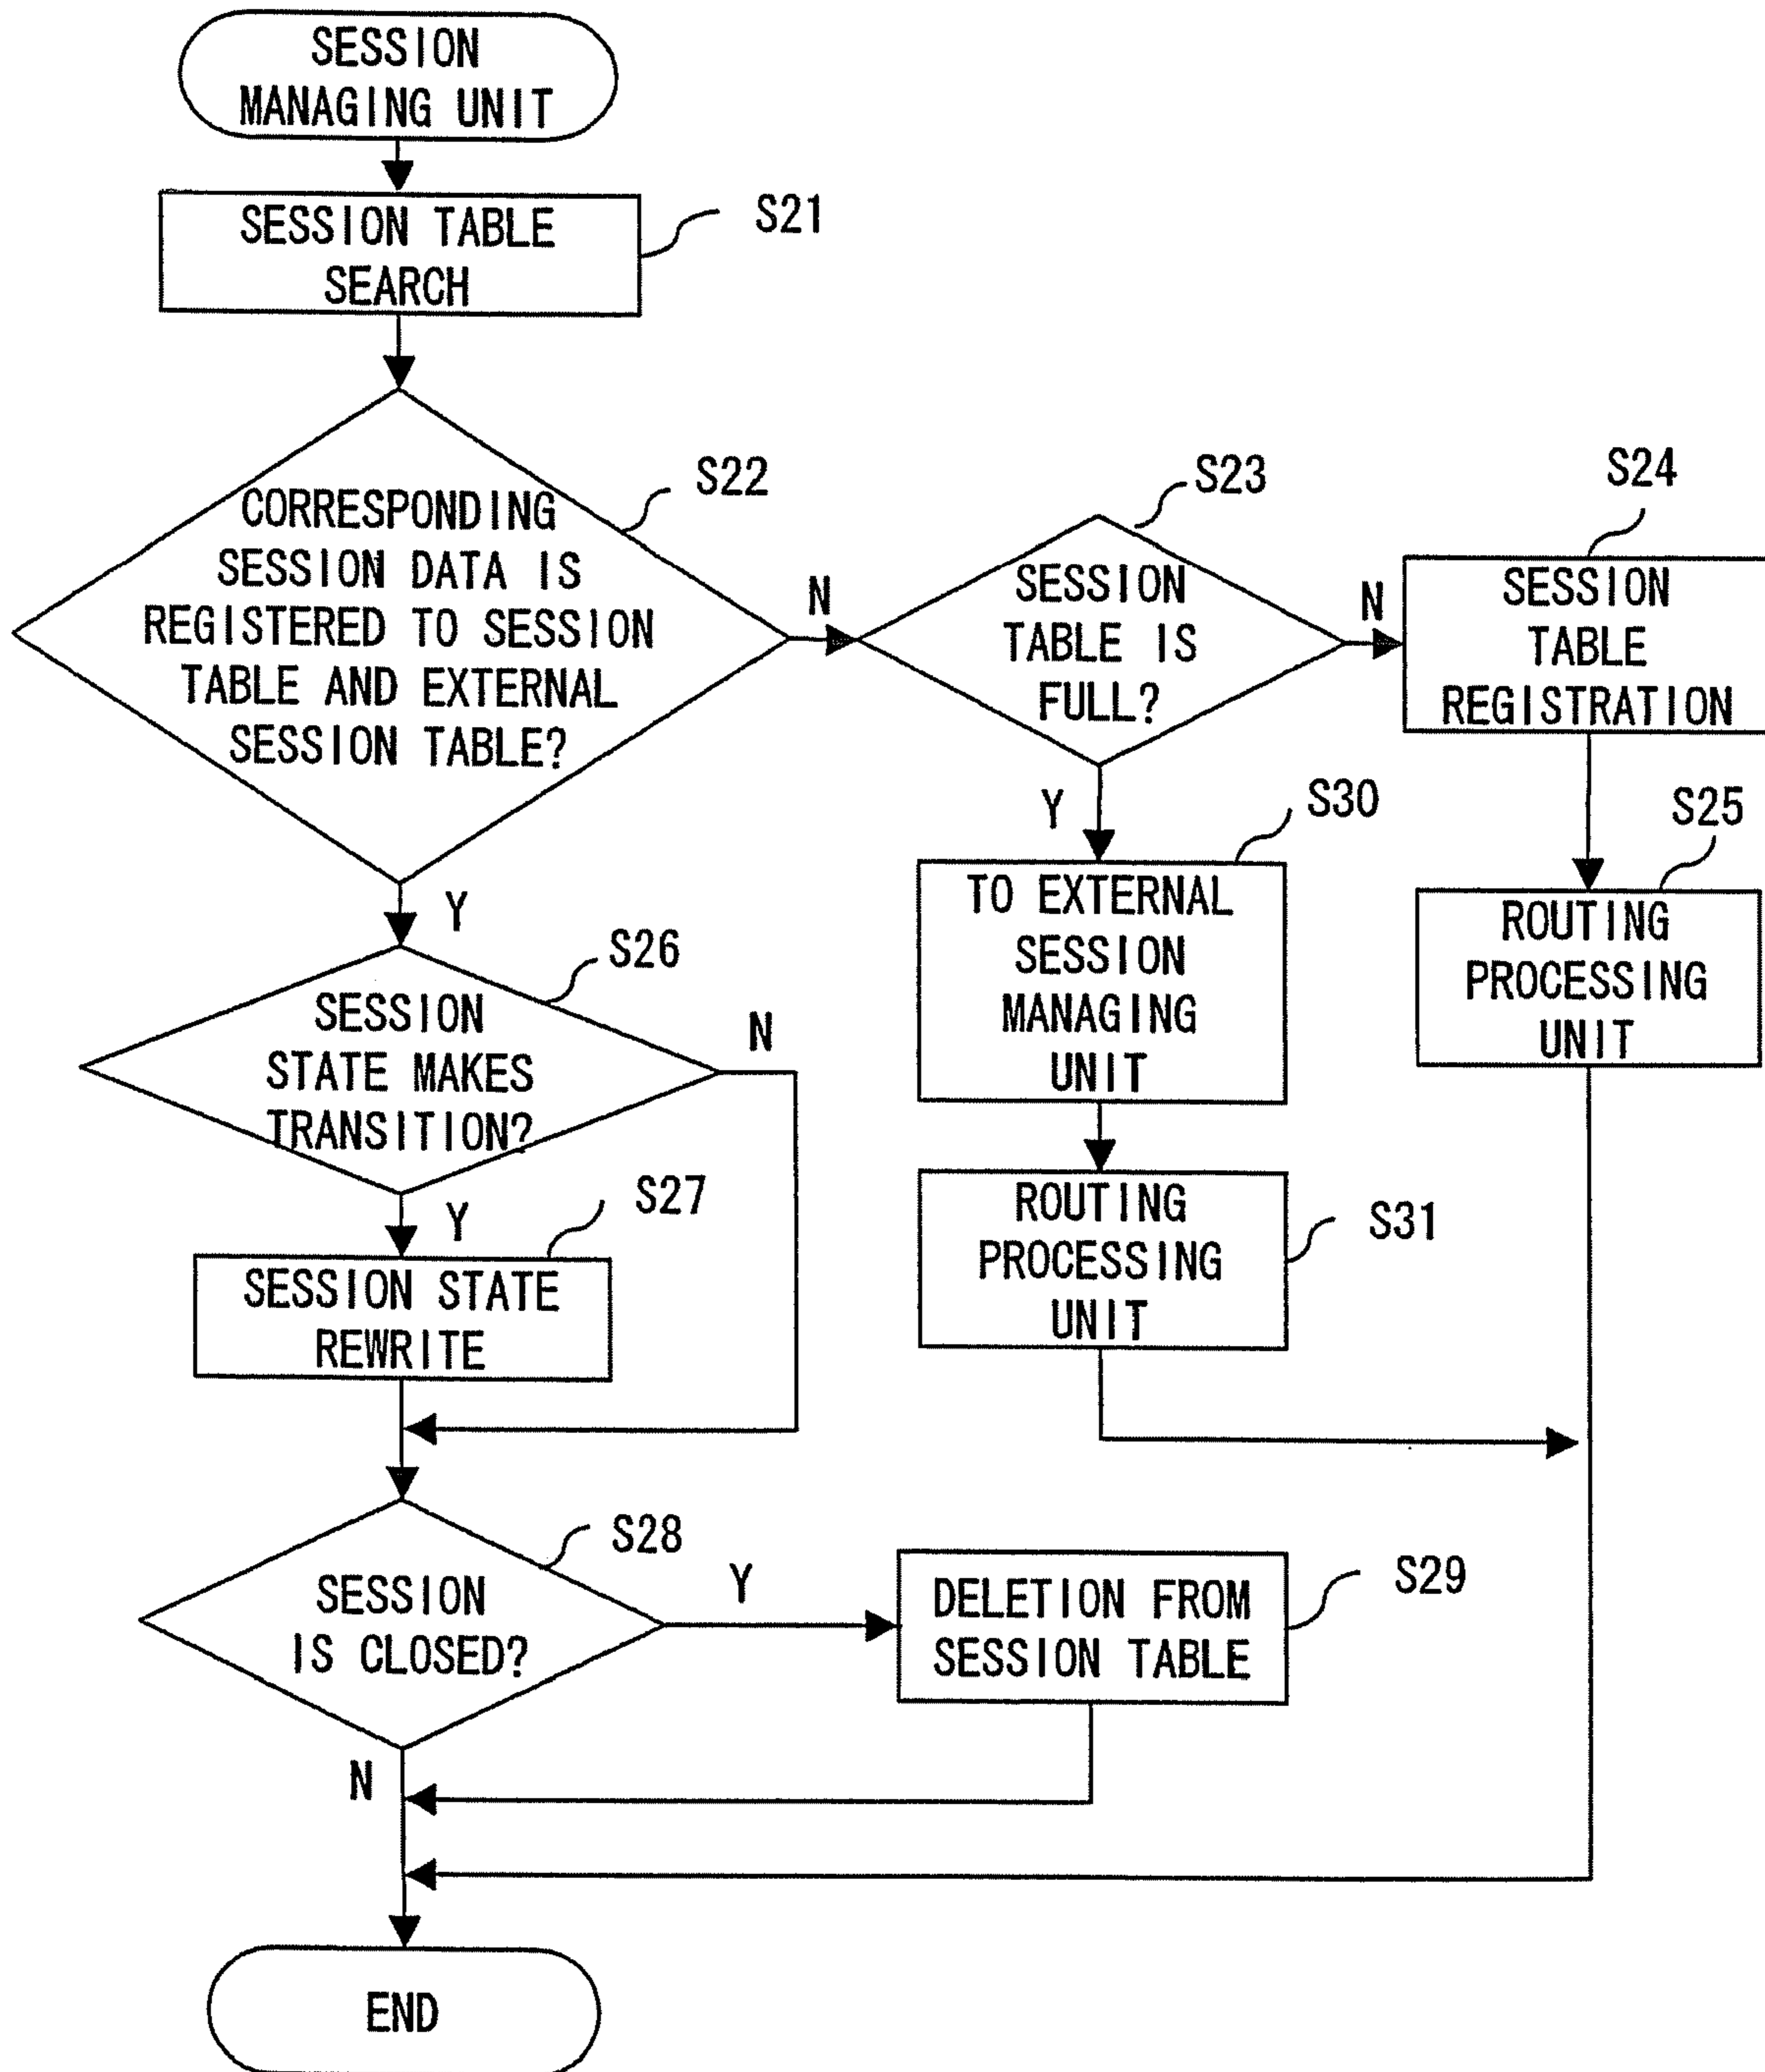 SESSION
MANAGING UNIT
SESSION TABLE
SEARCH
S21
CORRESPONDING
SESSION DATA IS
REGISTERED TO SESSION
TABLE AND EXTERNAL
SESSION TABLE?
S22
N
Y
SESSION
TABLE IS
FULL?
S23
N
Y
SESSION
TABLE
REGISTRATION
S24
ROUTING
PROCESSING
UNIT
S25
TO EXTERNAL
SESSION
MANAGING
UNIT
S30
ROUTING
PROCESSING
UNIT
S31
SESSION
STATE MAKES
TRANSITION?
S26
N
Y
SESSION STATE
REWRITE
S27
SESSION
IS CLOSED?
S28
Y
N
DELETION FROM
SESSION TABLE
S29
END